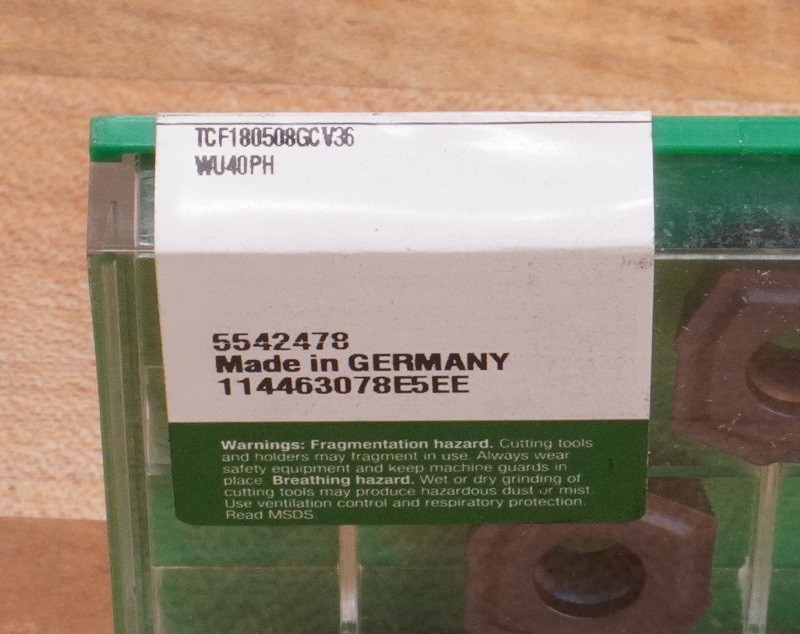 TCF180508GCV36
WU40PH
5542478
Made in GERMANY
114463078E5EE
Warnings: Fragmentation hazard. Cutting tools
and holders may fragment in use. Always wear
safety equipment and keep machine guards in
place. Breathing hazard. Wet or dry grinding of
cutting tools may produce hazardous dust or mist.
Use ventilation control and respiratory protection.
Read MSDS.